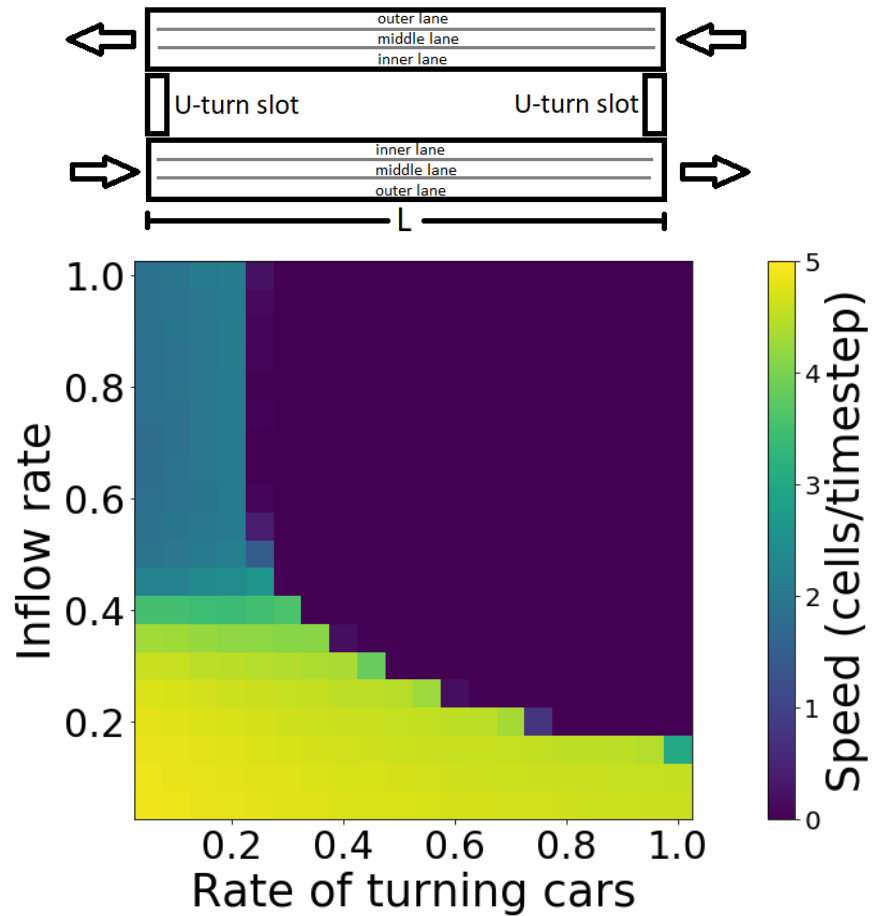 outer lane
middle lane
inner lane
U-turn slot
U-turn slot
inner lane
middle lane
outer lane
L
1.0
0.8
0.6
0.4
0.2
Inflow rate
0.2
0.4
0.6
0.8
1.0
Rate of turning cars
5
4
3
2
1
0
Speed (cells/timestep)